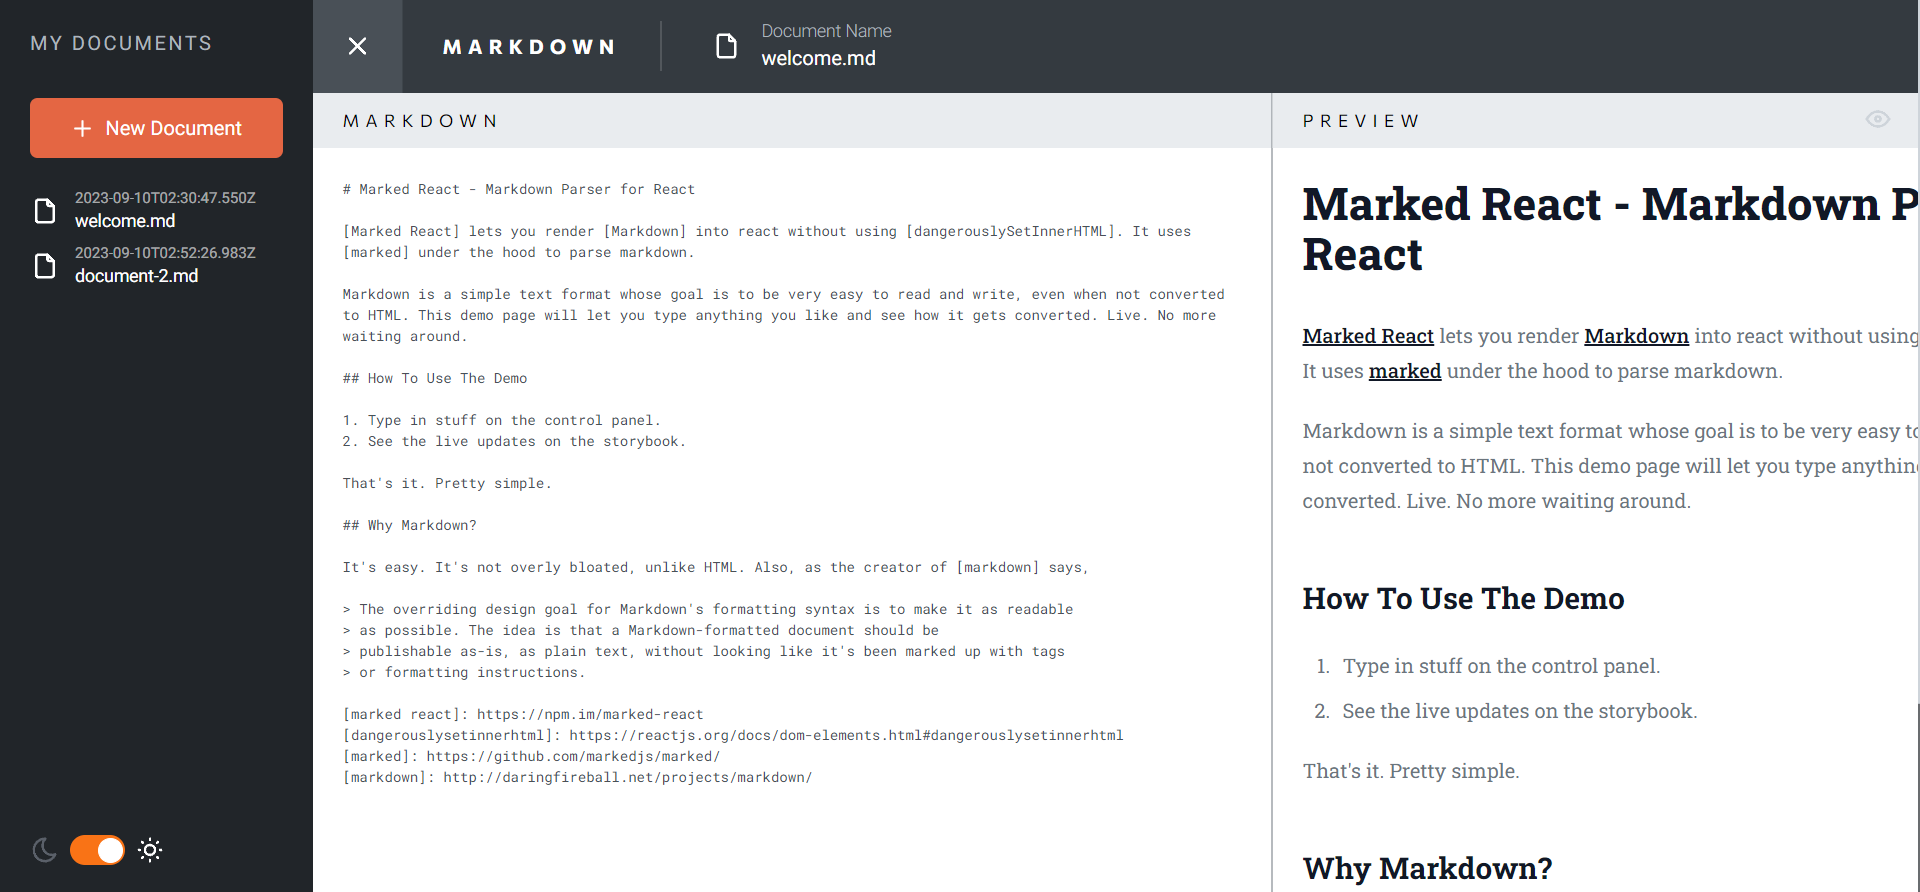 MY DOCUMENTS
New Document
2023-09-10T02:30:47.550Z
welcome.md
2023-09-10T02:52:26.983Z
document-2.md
MARKDOWN
Document Name
welcome.md
MARKDOWN
# Marked React - Markdown Parser for React
[Marked React] lets you render [Markdown] into react without using [dangerouslySetInnerHTML]. It uses
[marked] under the hood to parse markdown.
Markdown is a simple text format whose goal is to be very easy to read and write, even when not converted
to HTML. This demo page will let you type anything you like and see how it gets converted. Live. No more
waiting around.
## How To Use The Demo
1. Type in stuff on the control panel.
2. See the live updates on the storybook.
That's it. Pretty simple.
## Why Markdown?
It's easy. It's not overly bloated, unlike HTML. Also, as the creator of [markdown] says,
> The overriding design goal for Markdown's formatting syntax is to make it as readable
> as possible. The idea is that a Markdown-formatted document should be
> publishable as-is, as plain text, without looking like it's been marked up with tags
> or formatting instructions.
[marked react]: https://npm.im/marked-react
[dangerouslysetinnerhtml]: https://reactjs.org/docs/dom-elements.html#dangerouslysetinnerhtml
[marked]: https://github.com/markedjs/marked/
[markdown]: http://daringfireball.net/projects/markdown/
PREVIEW
Marked React - Markdown P
React
Marked React lets you render Markdown into react without using
It uses marked under the hood to parse markdown.
Markdown is a simple text format whose goal is to be very easy to
not converted to HTML. This demo page will let you type anythin
converted. Live. No more waiting around.
How To Use The Demo
1. Type in stuff on the control panel.
2. See the live updates on the storybook.
That's it. Pretty simple.
Why Markdown?